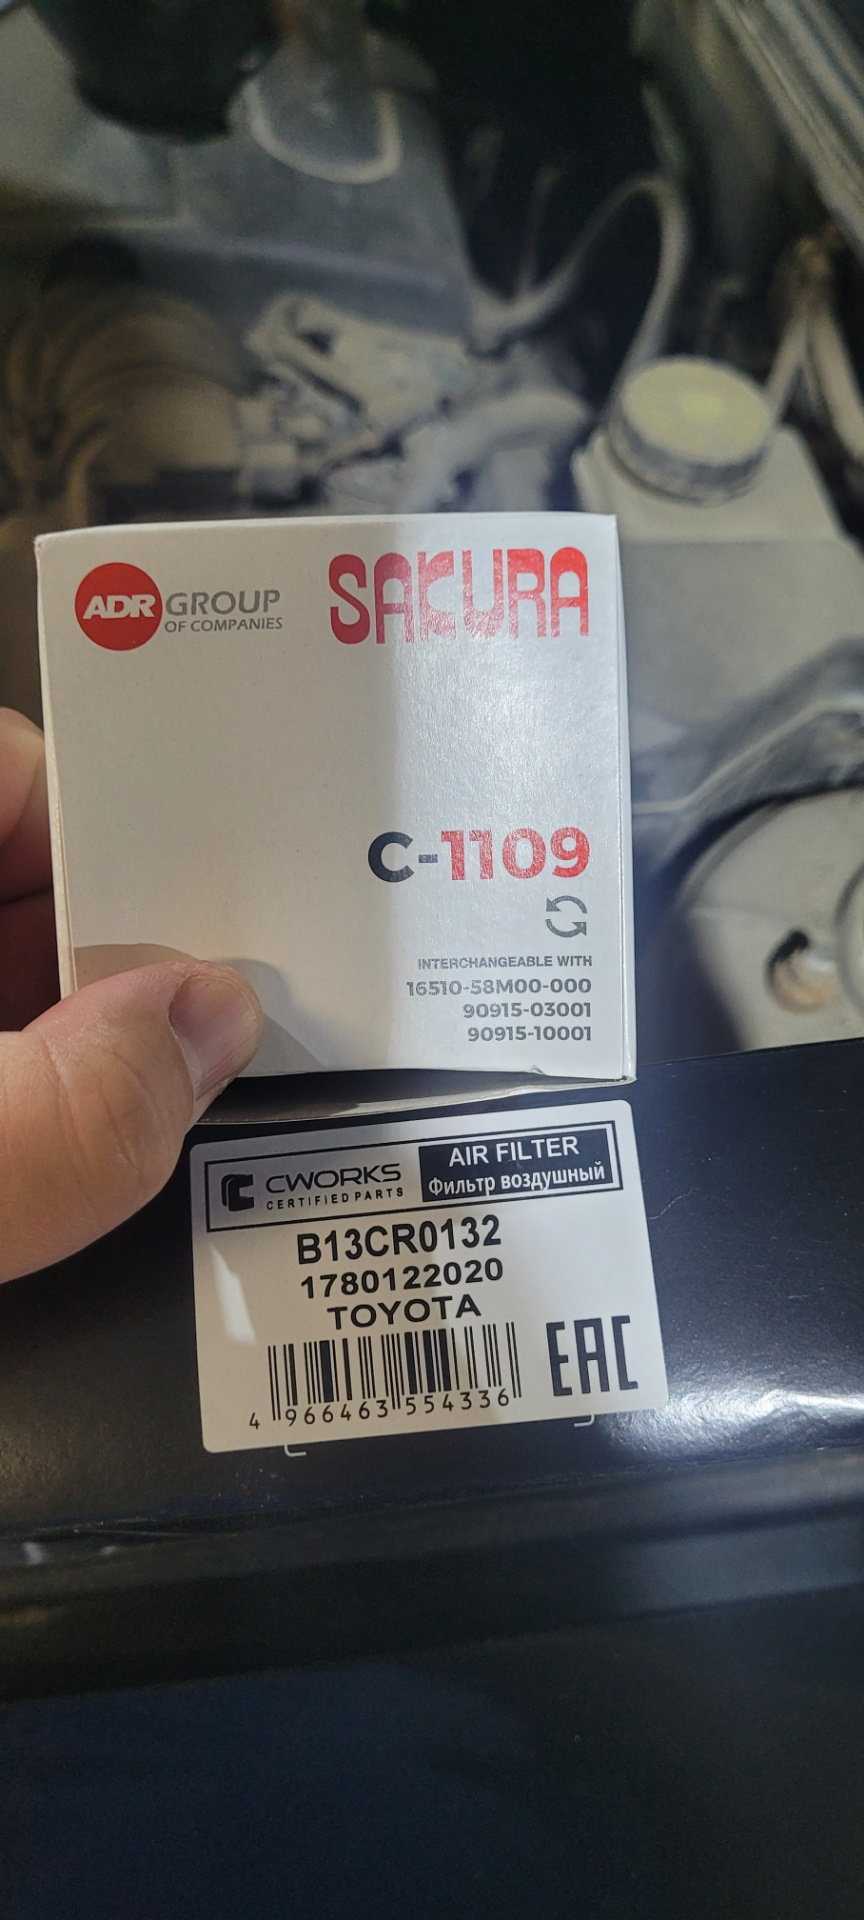 ADR GROUP
OF COMPANIES
SAKURA
C-1109
INTERCHANGEABLE WITH
16510-58M00-000
90915-03001
90915-10001
CWORKS
CERTIFIED PARTS
AIR FILTER
Фильтр воздушный
B13CR0132
1780122020
TOYOTA
4 966463 554336
EAC